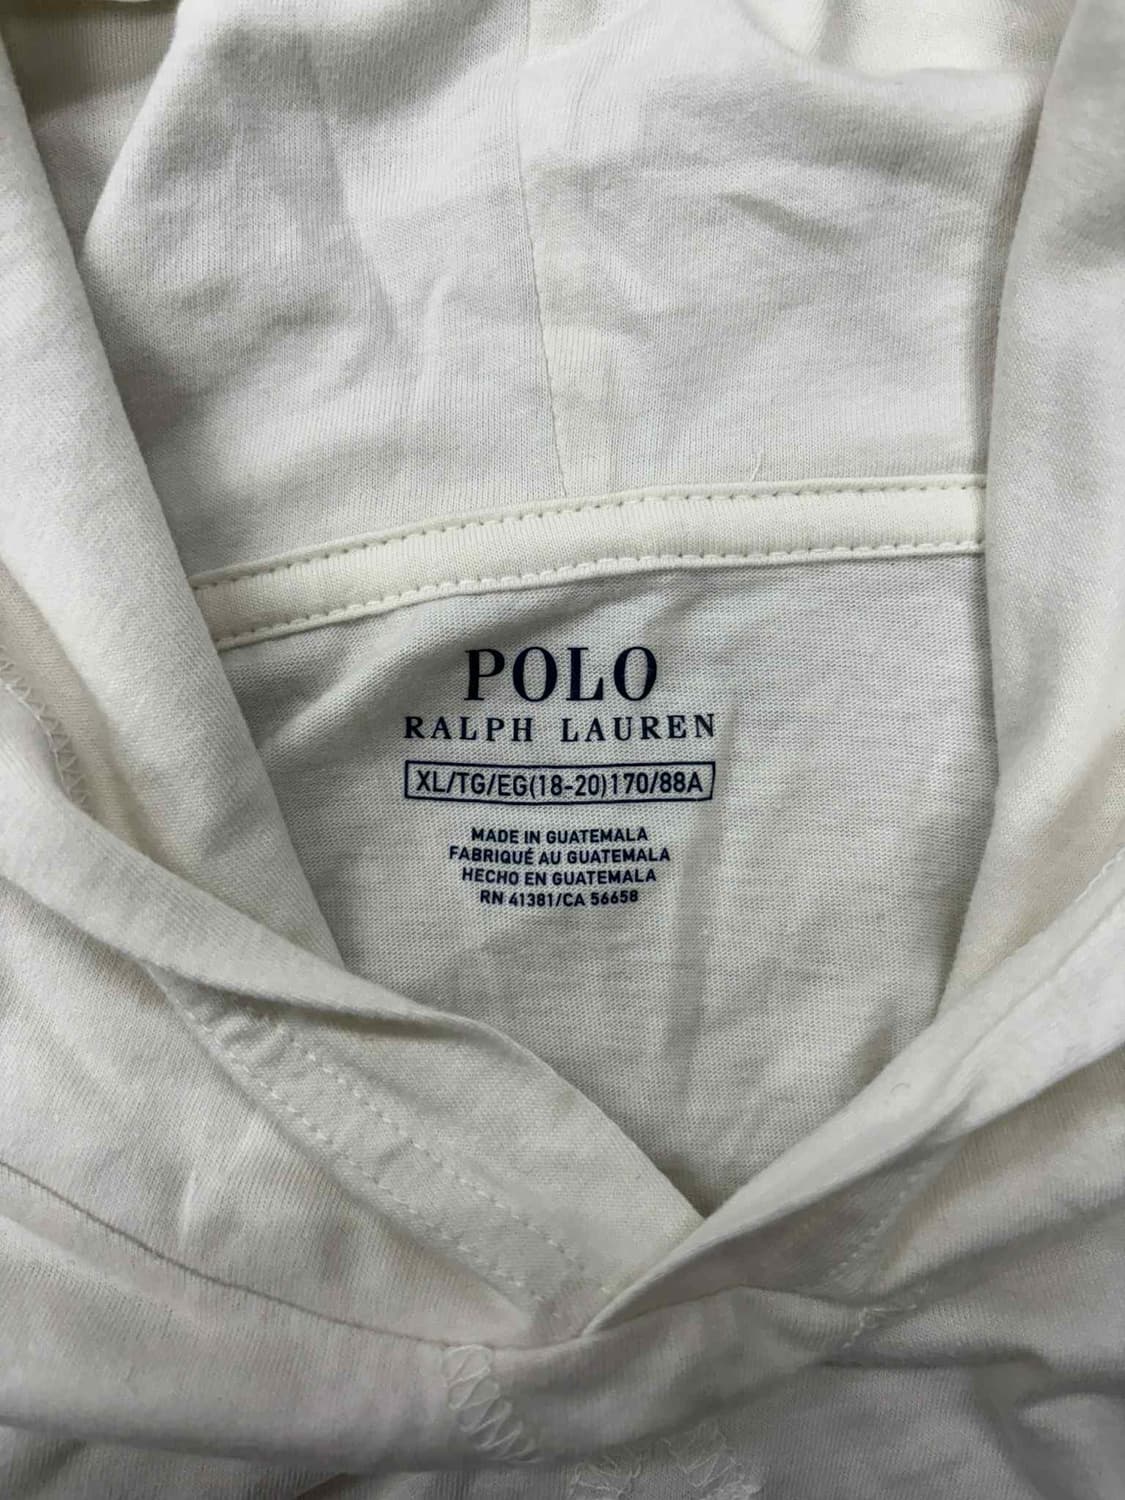 POLO
RALPH LAUREN
XL/TG/EG(18-20)170/88A
MADE IN GUATEMALA
FABRIQUÉ AU GUATEMALA
HECHO EN GUATEMALA
RN 41381/CA 56658